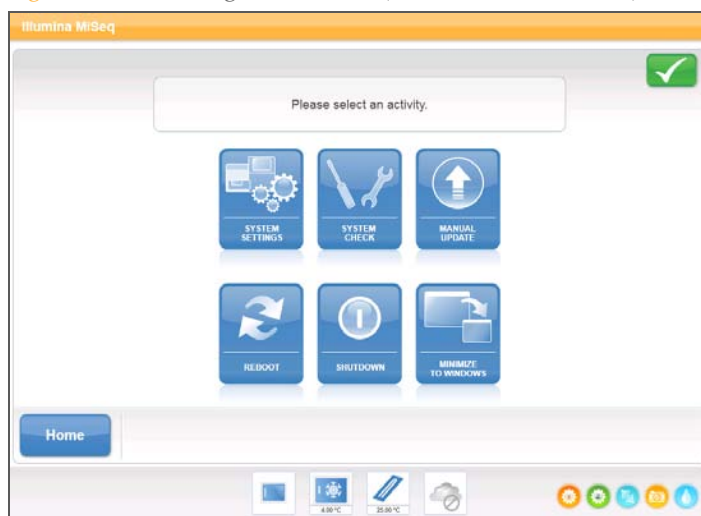 Illumina MiSeq
Please select an activity.
SYSTEM
SETTINGS
SYSTEM
CHECK
MANUAL
UPDATE
REBOOT
SHUTDOWN
MINIMIZE
TO WINDOWS
Home
4.00 °C
25.00 °C